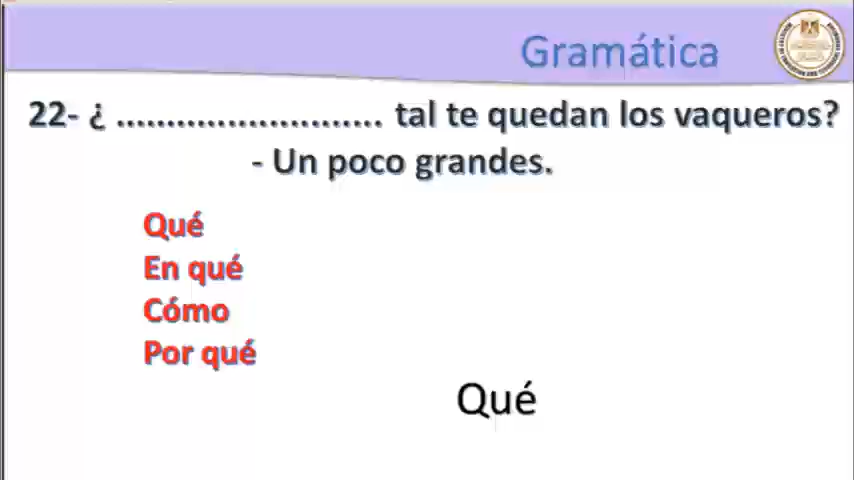 Gramática
22- ¿ .......................... tal te quedan los vaqueros?
- Un poco grandes.
Qué
En qué
Cómo
Por qué
Qué